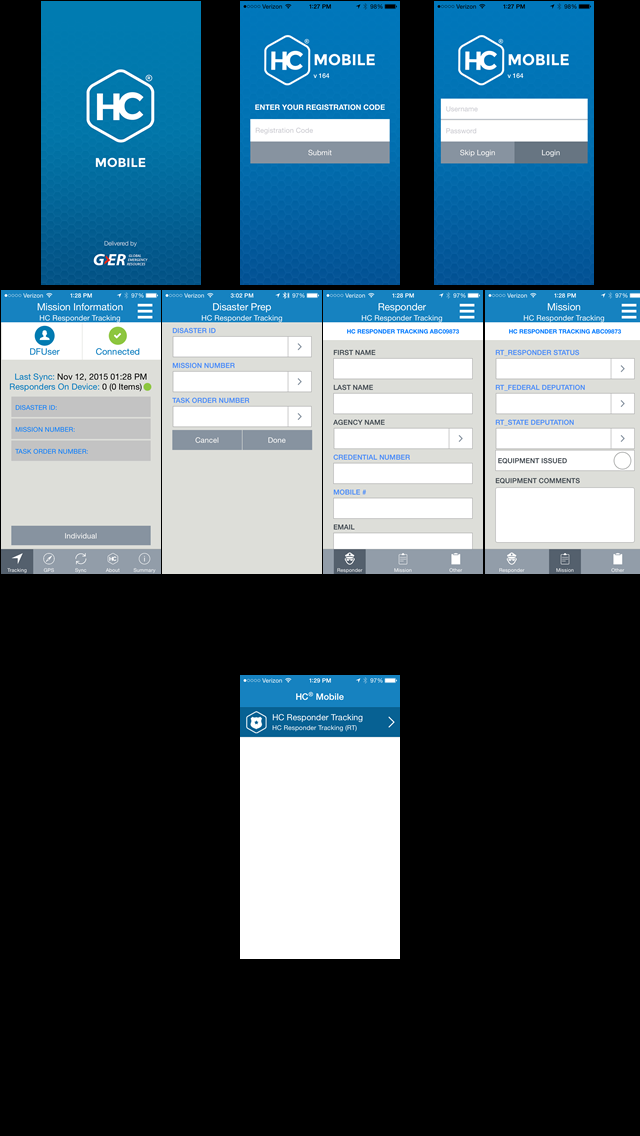 HC®
MOBILE
Delivered by
GER GLOBAL EMERGENCY RESOURCES
Verizon 1:27 PM 98%
HC® MOBILE
v 164
ENTER YOUR REGISTRATION CODE
Registration Code
Submit
Verizon 1:27 PM 98%
HC® MOBILE
v 164
Username
Password
Skip Login Login
Verizon 1:28 PM 97%
Mission Information
HC Responder Tracking
DFUser Connected
Last Sync: Nov 12, 2015 01:28 PM
Responders On Device: 0 (0 Items)
DISASTER ID:
MISSION NUMBER:
TASK ORDER NUMBER:
Individual
Tracking GPS Sync About Summary
Verizon 3:02 PM 97%
Disaster Prep
HC Responder Tracking
DISASTER ID
MISSION NUMBER
TASK ORDER NUMBER
Cancel Done
Verizon 1:28 PM 97%
Responder
HC Responder Tracking
HC RESPONDER TRACKING ABC09873
FIRST NAME
LAST NAME
AGENCY NAME
CREDENTIAL NUMBER
MOBILE #
EMAIL
Responder Mission Other
Verizon 1:28 PM 97%
Mission
HC Responder Tracking
HC RESPONDER TRACKING ABC09873
RT_RESPONDER STATUS
RT_FEDERAL DEPUTATION
RT_STATE DEPUTATION
EQUIPMENT ISSUED
EQUIPMENT COMMENTS
Responder Mission Other
Verizon 1:29 PM 97%
HC® Mobile
HC Responder Tracking
HC Responder Tracking (RT)